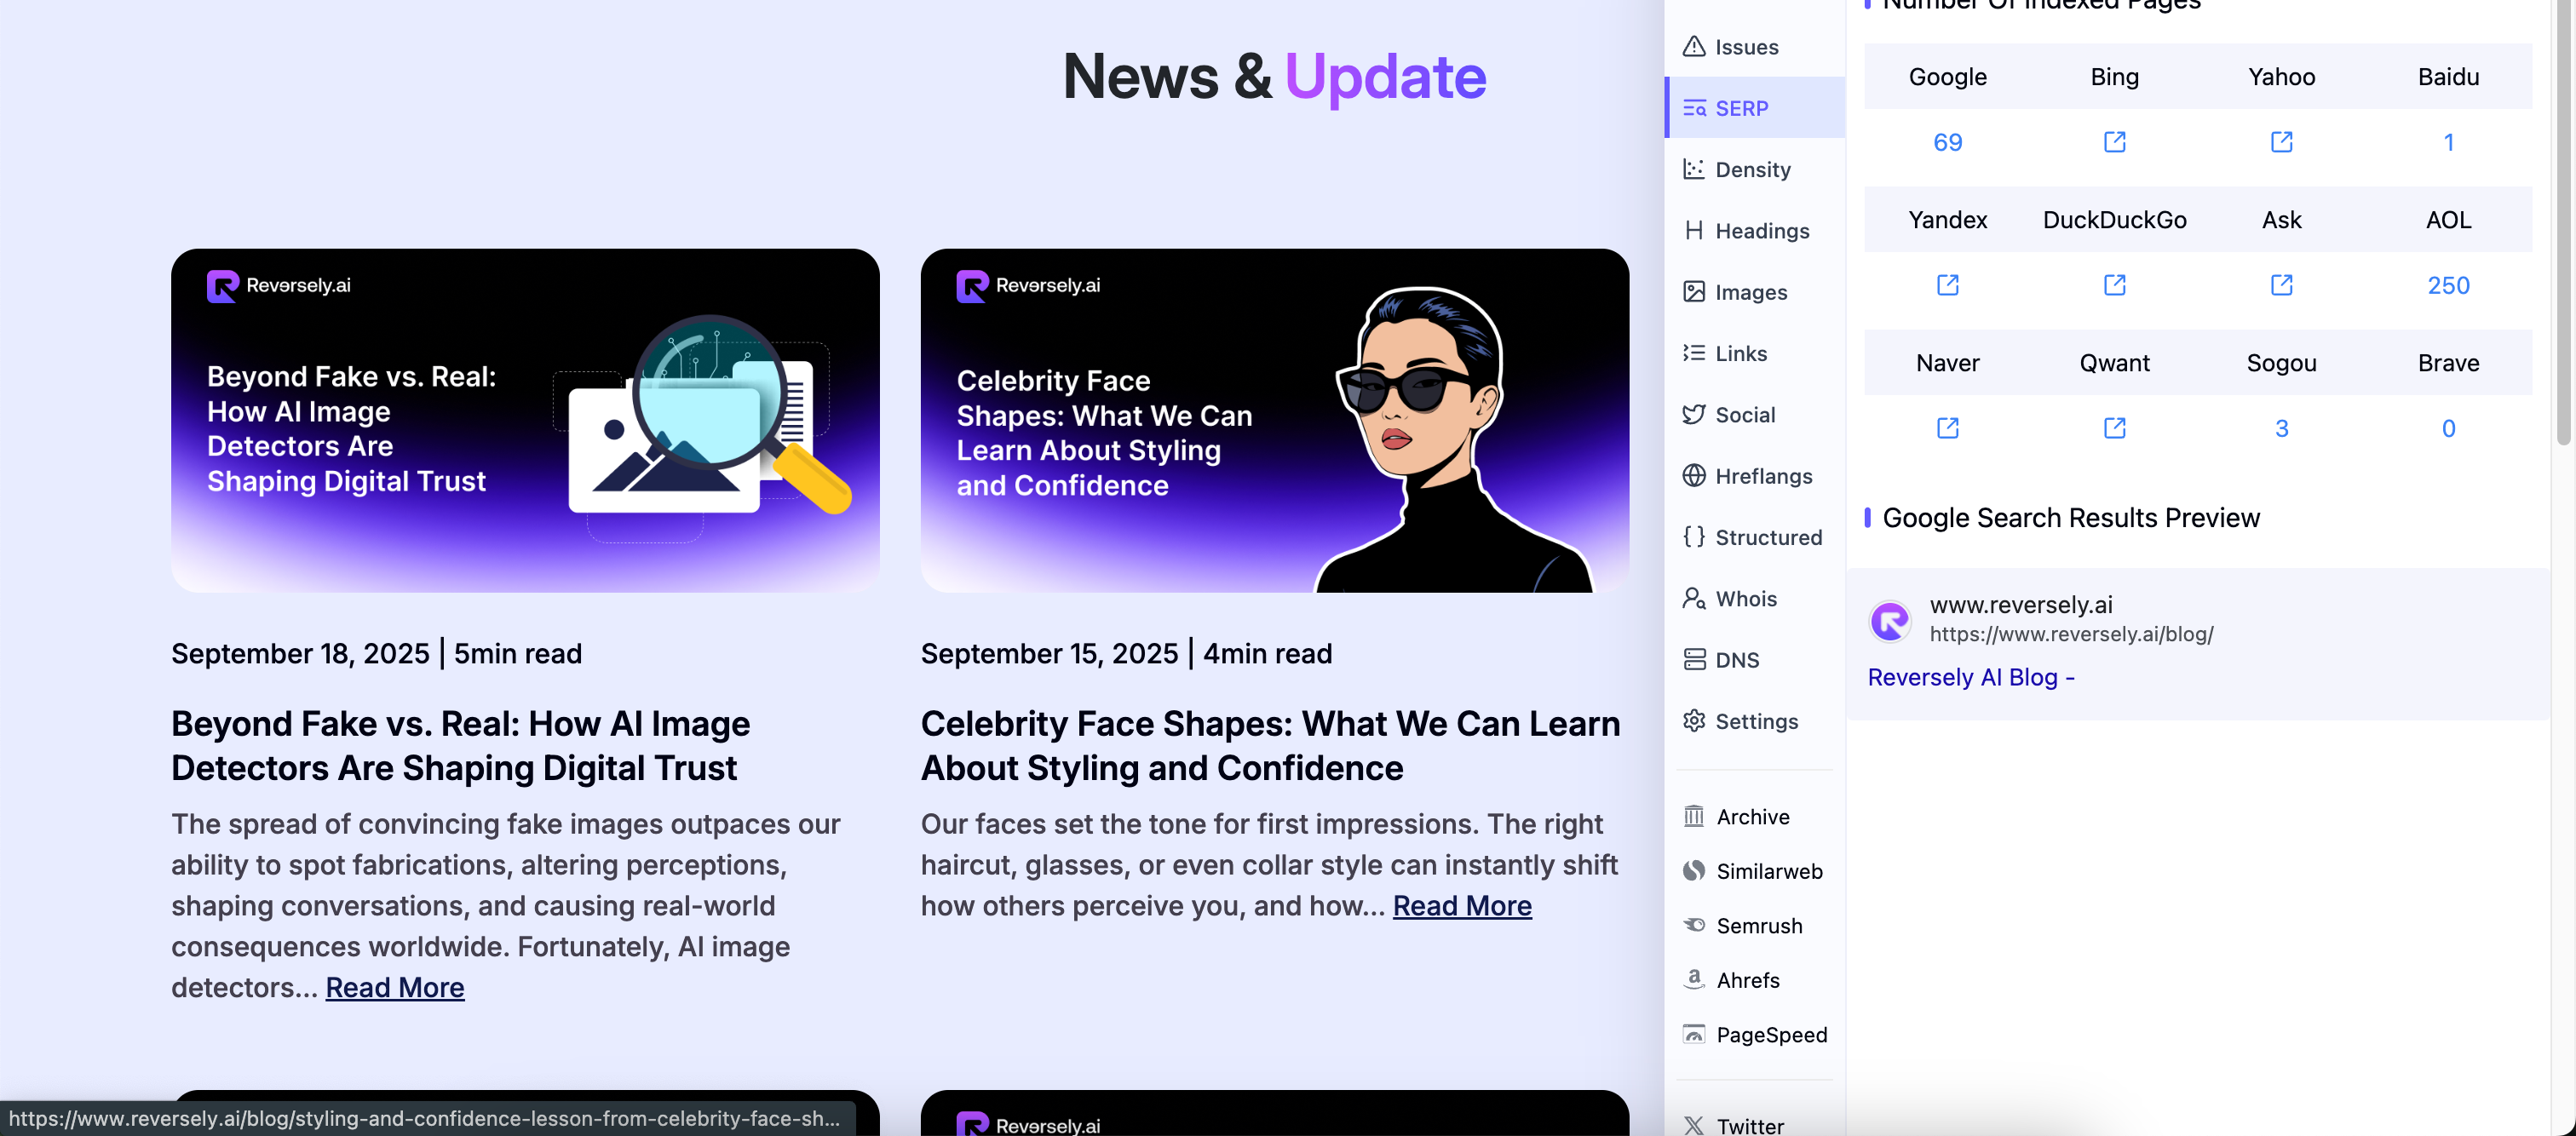 News & Update
Reversely.ai
Beyond Fake vs. Real:
How AI Image
Detectors Are
Shaping Digital Trust
September 18, 2025 | 5min read
Beyond Fake vs. Real: How AI Image
Detectors Are Shaping Digital Trust
The spread of convincing fake images outpaces our
ability to spot fabrications, altering perceptions,
shaping conversations, and causing real-world
consequences worldwide. Fortunately, AI image
detectors... Read More
Reversely.ai
Celebrity Face
Shapes: What We Can
Learn About Styling
and Confidence
September 15, 2025 | 4min read
Celebrity Face Shapes: What We Can Learn
About Styling and Confidence
Our faces set the tone for first impressions. The right
haircut, glasses, or even collar style can instantly shift
how others perceive you, and how... Read More
Reversely.ai
https://www.reversely.ai/blog/styling-and-confidence-lesson-from-celebrity-face-sh...
Issues
SERP
Density
Headings
Images
Links
Social
Hreflangs
Structured
Whois
DNS
Settings
Archive
Similarweb
Semrush
Ahrefs
PageSpeed
Twitter
Number Of Indexed Pages
Google Bing Yahoo Baidu
69 1
Yandex DuckDuckGo Ask AOL
250
Naver Qwant Sogou Brave
3 0
Google Search Results Preview
www.reversely.ai
https://www.reversely.ai/blog/
Reversely AI Blog -